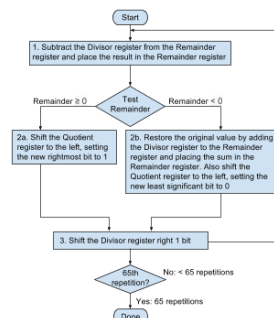 Start
1. Subtract the Divisor register from the Remainder
register and place the result in the Remainder register
Remainder ≥ 0
Test
Remainder
Remainder < 0
2a. Shift the Quotient
register to the left, setting
the new rightmost bit to 1
2b. Restore the original value by adding
the Divisor register to the Remainder
register and placing the sum in the
Remainder register. Also shift the
Quotient register to the left, setting the
new least significant bit to 0
3. Shift the Divisor register right 1 bit
65th
repetition?
No: < 65 repetitions
Yes: 65 repetitions
Done